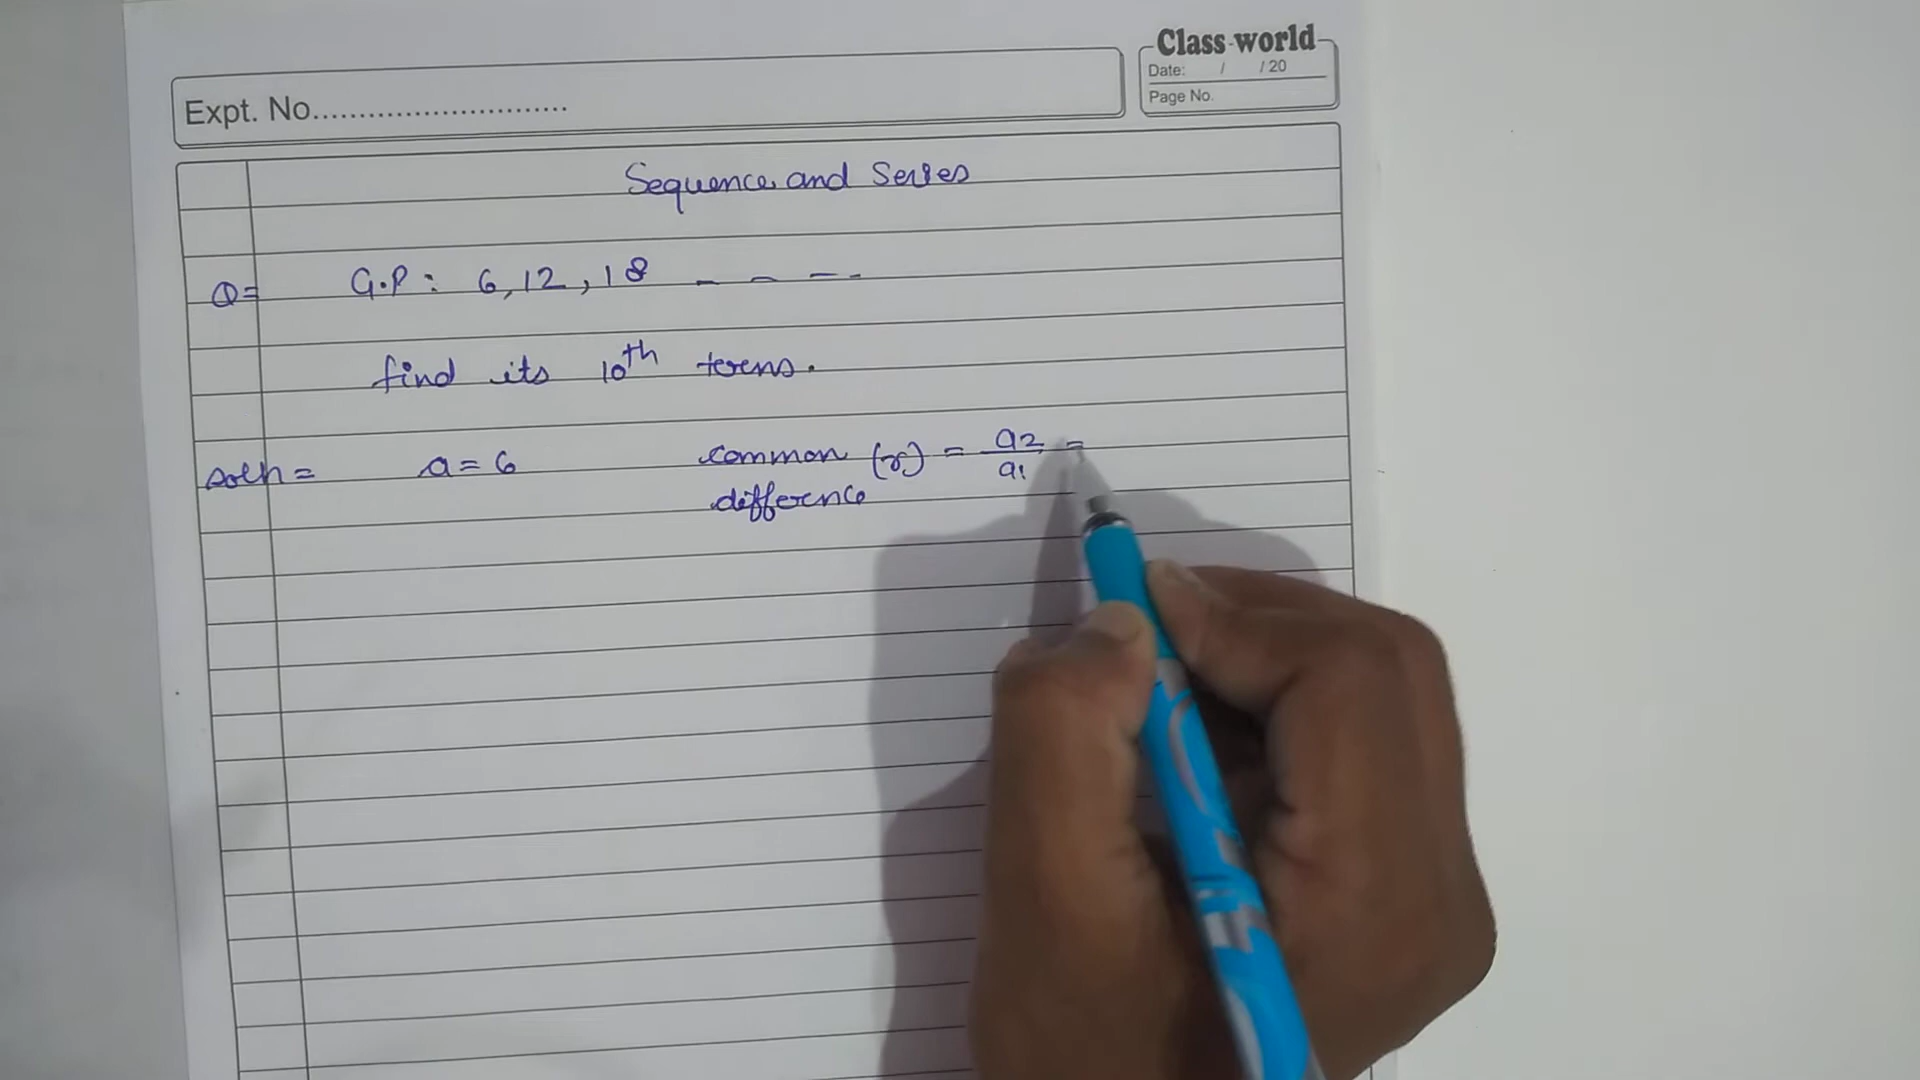 Class world
Date: / / 20
Page No.
Expt. No............................
Sequence and Series
Q= G.P : 6, 12, 18 - - - -
find its 10th terms.
soln = a = 6 common (r) = a2/a1 =
difference